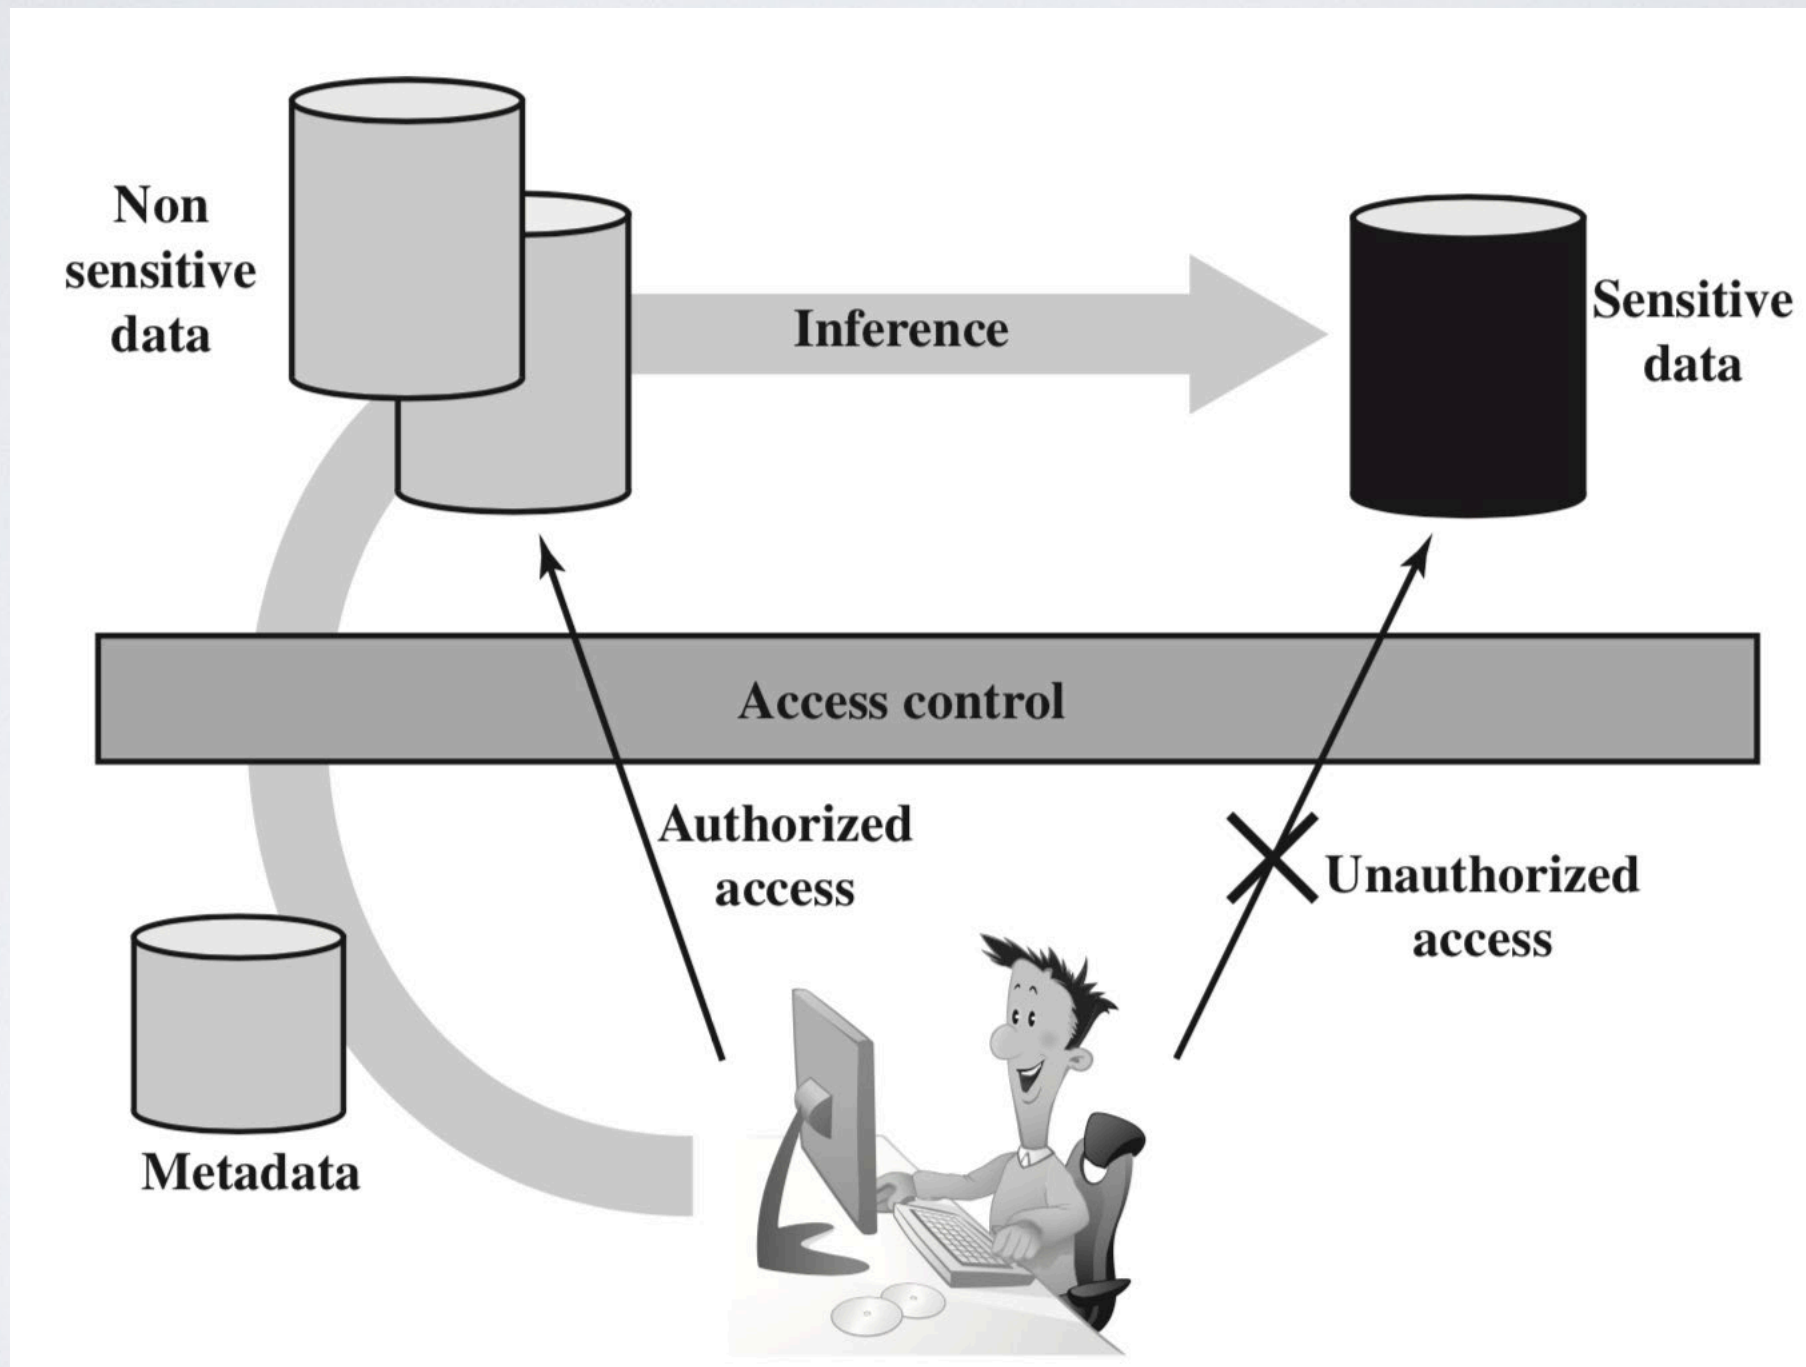 Non
sensitive
data
Inference
Sensitive
data
Access control
Authorized
access
Unauthorized
access
Metadata